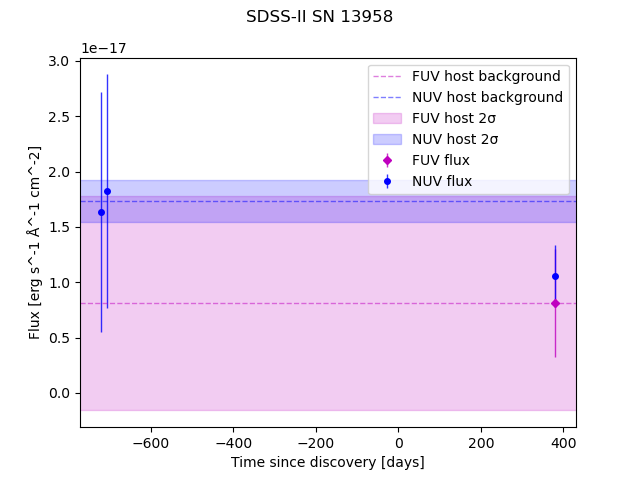 SDSS-II SN 13958
1e−17
3.0
2.5
2.0
1.5
1.0
0.5
0.0
Flux [erg s^-1 Å^-1 cm^-2]
FUV host background
NUV host background
FUV host 2σ
NUV host 2σ
FUV flux
NUV flux
−600 −400 −200 0 200 400
Time since discovery [days]